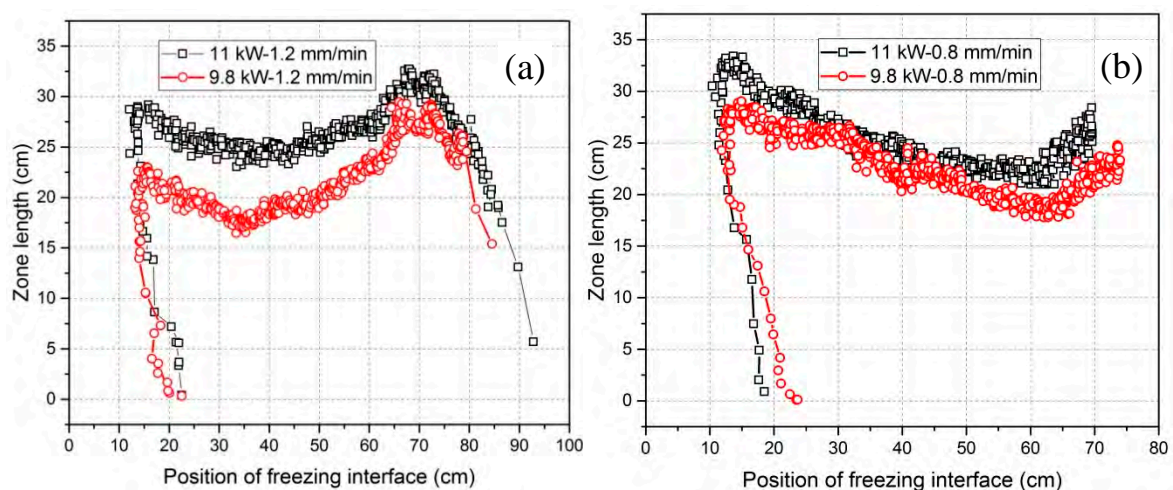 (a)
11 kW-1.2 mm/min
9.8 kW-1.2 mm/min
Zone length (cm)
35
30
25
20
15
10
5
0
0 10 20 30 40 50 60 70 80 90 100
Position of freezing interface (cm)
(b)
11 kW-0.8 mm/min
9.8 kW-0.8 mm/min
Zone length (cm)
35
30
25
20
15
10
5
0
0 10 20 30 40 50 60 70 80
Position of freezing interface (cm)